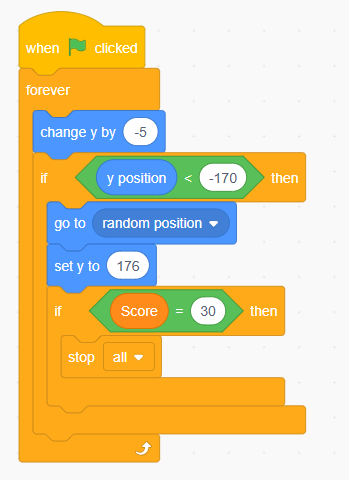 when clicked
forever
change y by -5
if y position < -170 then
go to random position
set y to 176
if Score = 30 then
stop all